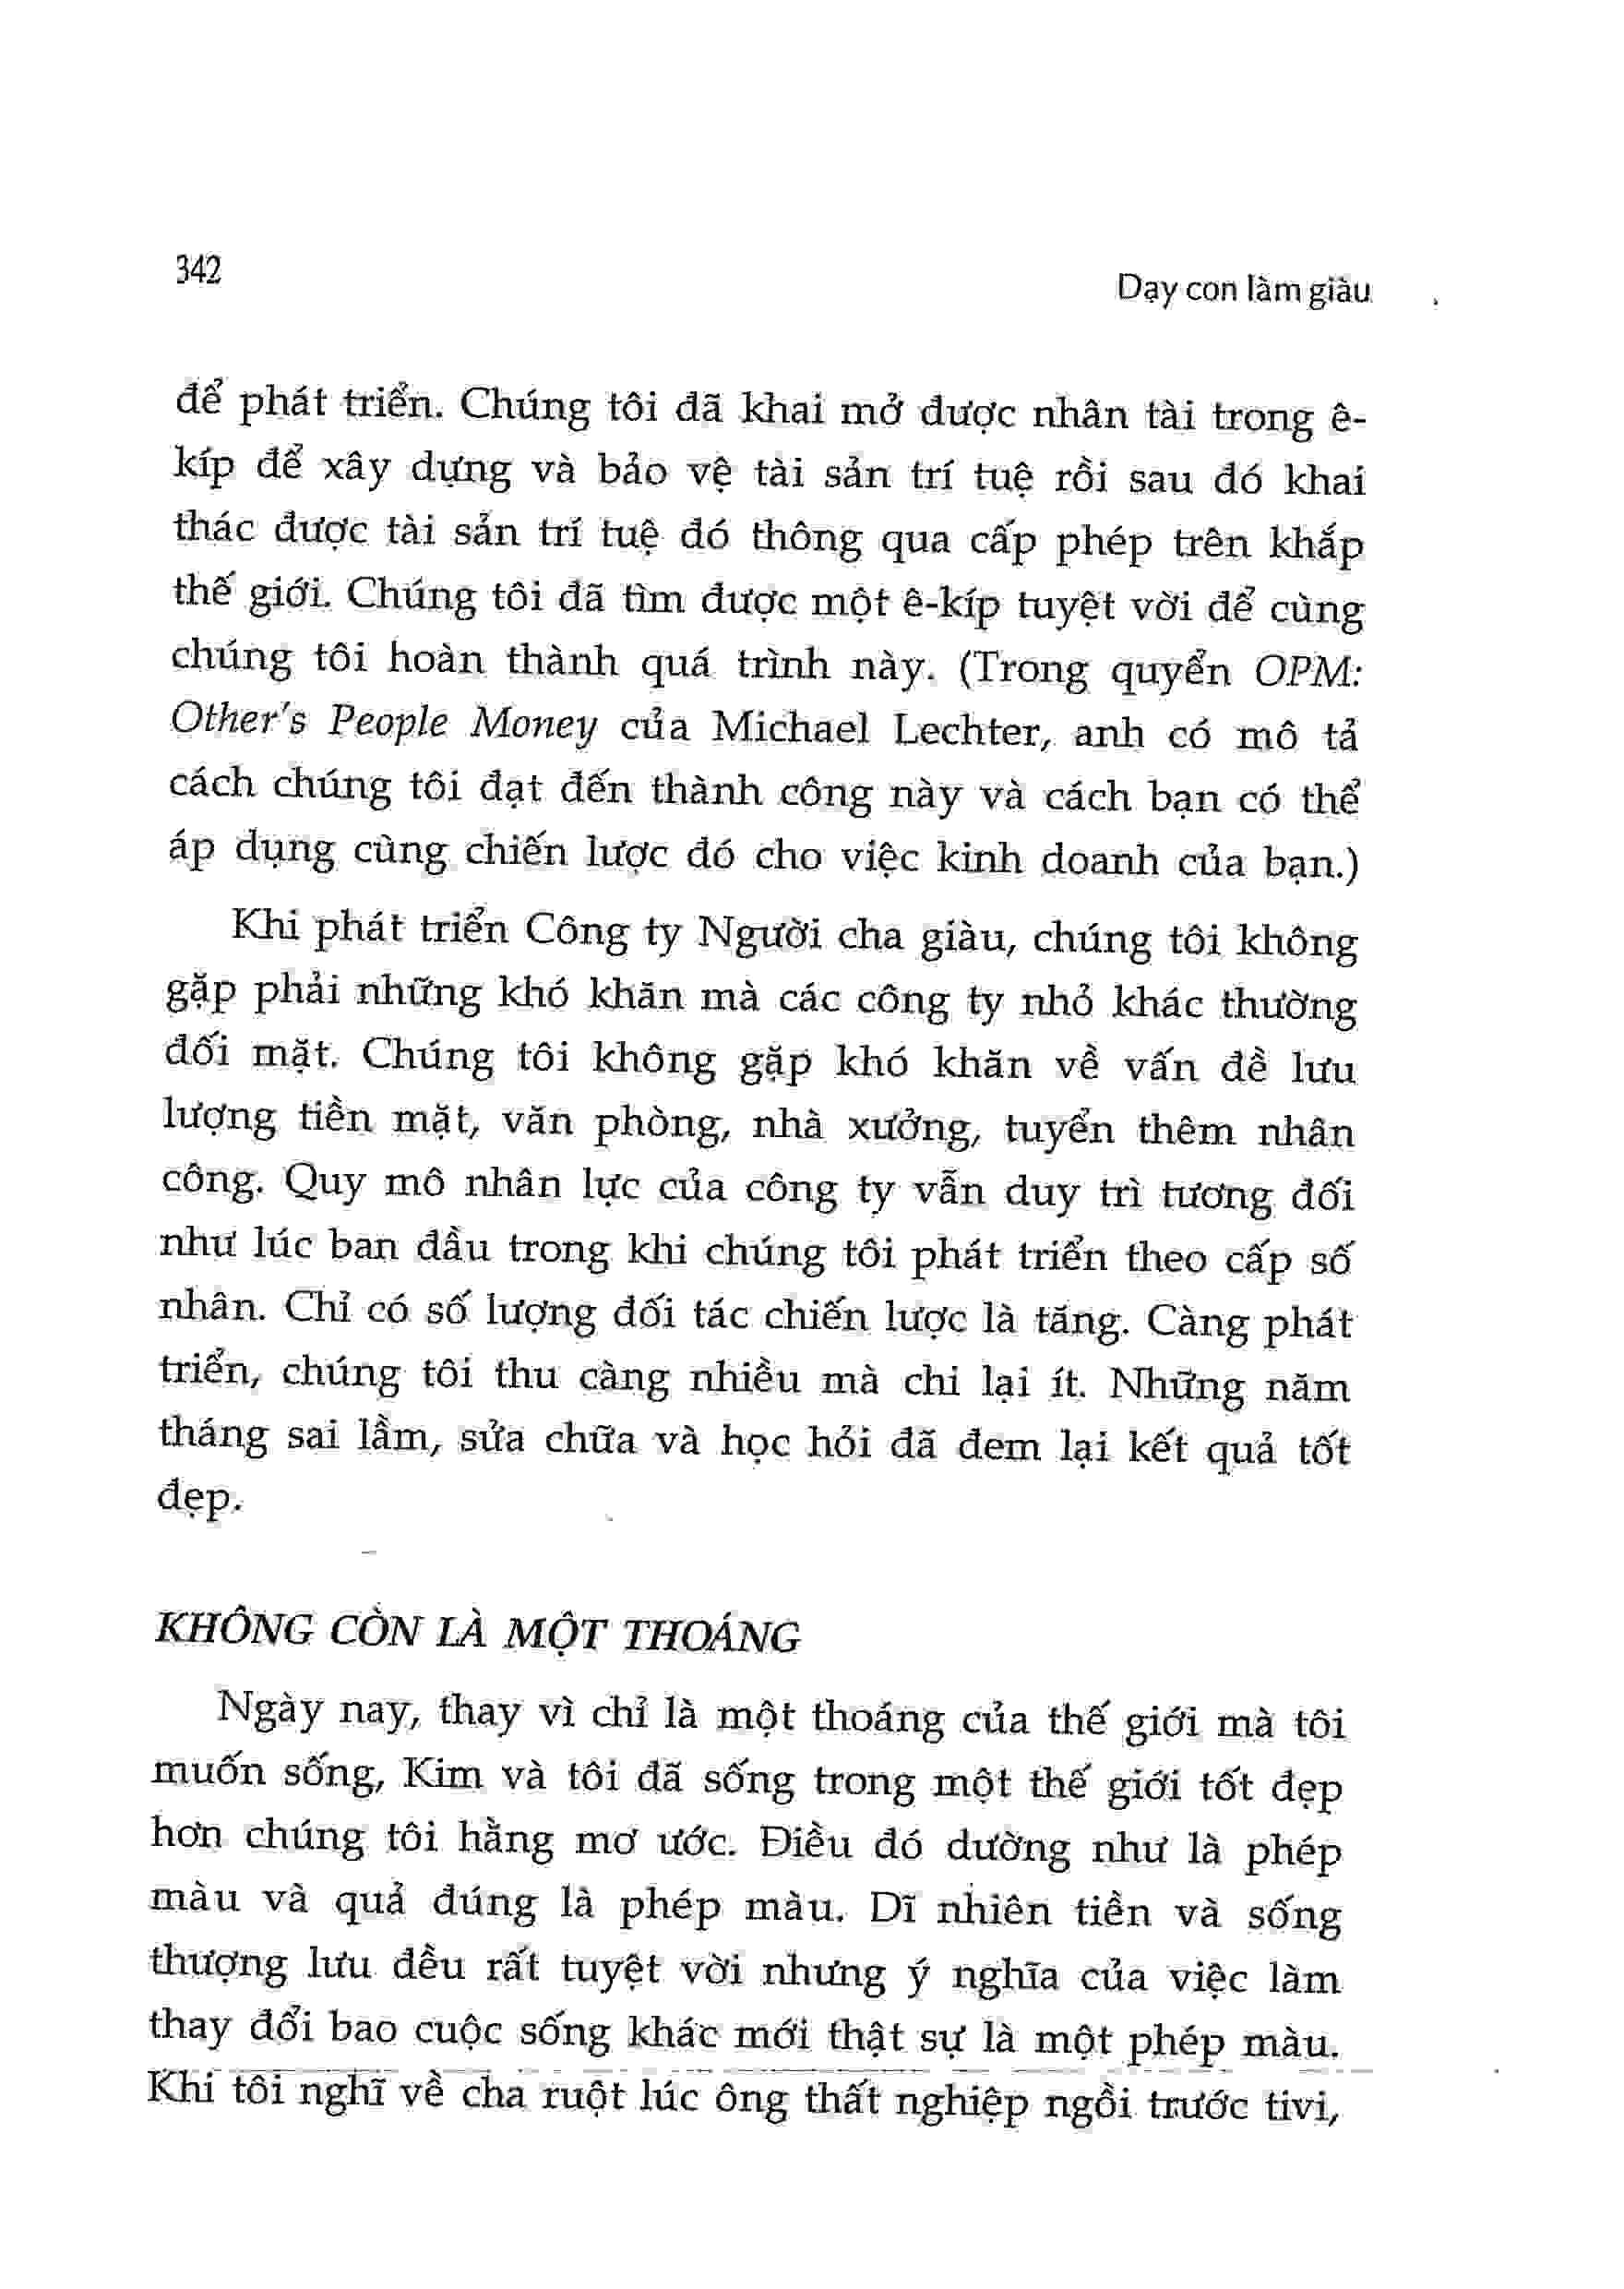 342
Dạy con làm giàu
để phát triển. Chúng tôi đã khai mở được nhân tài trong ê-
kíp để xây dựng và bảo vệ tài sản trí tuệ rồi sau đó khai
thác được tài sản trí tuệ đó thông qua cấp phép trên khắp
thế giới. Chúng tôi đã tìm được một ê-kíp tuyệt vời để cùng
chúng tôi hoàn thành quá trình này. (Trong quyển OPM:
Other's People Money của Michael Lechter, anh có mô tả
cách chúng tôi đạt đến thành công này và cách bạn có thể
áp dụng cùng chiến lược đó cho việc kinh doanh của bạn.)
Khi phát triển Công ty Người cha giàu, chúng tôi không
gặp phải những khó khăn mà các công ty nhỏ khác thường
đối mặt. Chúng tôi không gặp khó khăn về vấn đề lưu
lượng tiền mặt, văn phòng, nhà xưởng, tuyển thêm nhân
công. Quy mô nhân lực của công ty vẫn duy trì tương đối
như lúc ban đầu trong khi chúng tôi phát triển theo cấp số
nhân. Chỉ có số lượng đối tác chiến lược là tăng. Càng phát
triển, chúng tôi thu càng nhiều mà chi lại ít. Những năm
tháng sai lầm, sửa chữa và học hỏi đã đem lại kết quả tốt
đẹp.
KHÔNG CÒN LÀ MỘT THOÁNG
Ngày nay, thay vì chỉ là một thoáng của thế giới mà tôi
muốn sống, Kim và tôi đã sống trong một thế giới tốt đẹp
hơn chúng tôi hằng mơ ước. Điều đó dường như là phép
màu và quả đúng là phép màu. Dĩ nhiên tiền và sống
thượng lưu đều rất tuyệt vời nhưng ý nghĩa của việc làm
thay đổi bao cuộc sống khác mới thật sự là một phép màu.
Khi tôi nghĩ về cha ruột lúc ông thất nghiệp ngồi trước tivi,